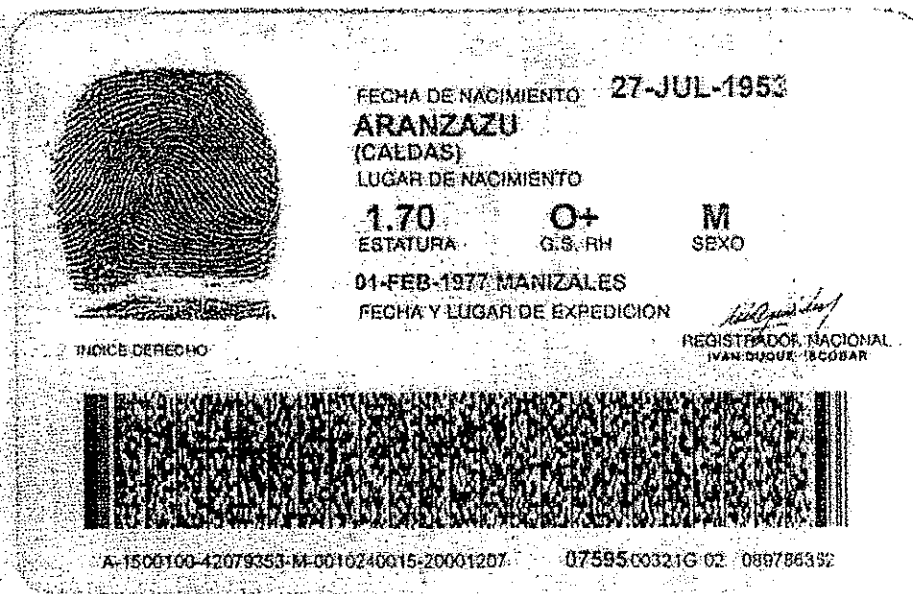 FECHA DE NACIMIENTO 27-JUL-1953
ARANZAZU
(CALDAS)
LUGAR DE NACIMIENTO
1.70 O+ M
ESTATURA G.S. RH SEXO
01-FEB-1977 MANIZALES
FECHA Y LUGAR DE EXPEDICION
INDICE DERECHO
REGISTRADOR NACIONAL
IVAN DUQUE ESCOBAR
A-1500100-42079353-M-0010240015-20001207 07595 00321G 02